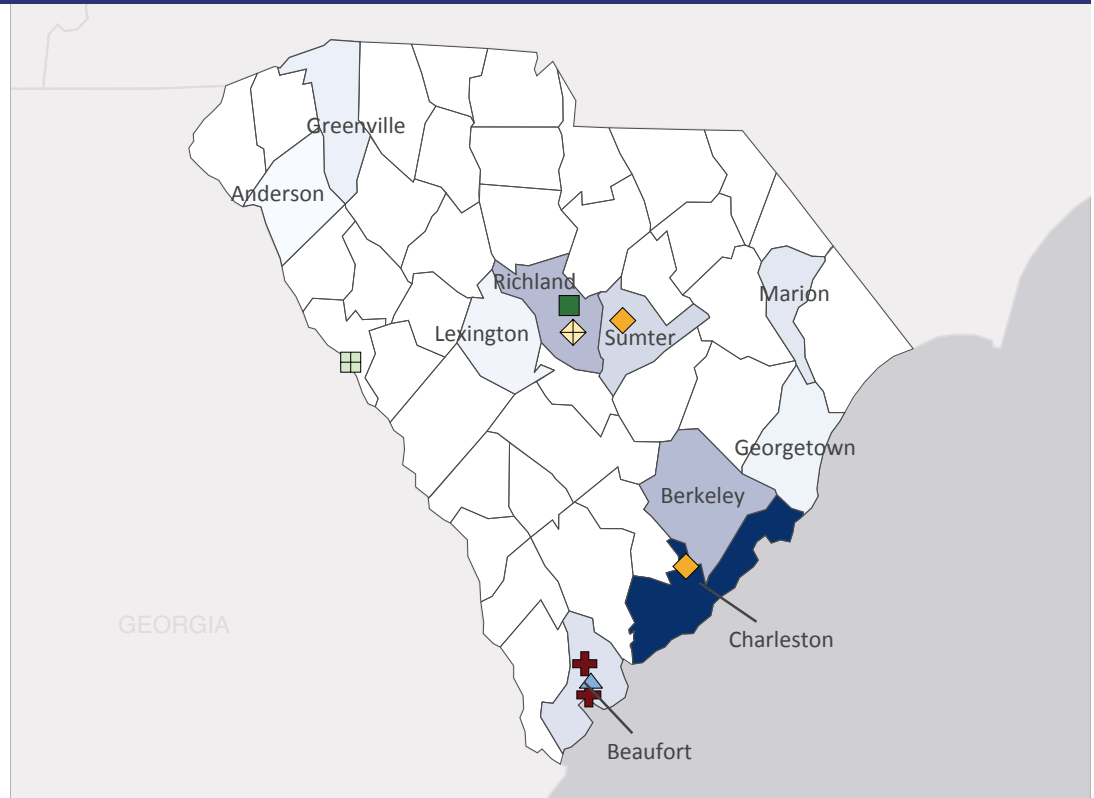 Greenville
Anderson
Richland
Marion
Lexington
Sumter
Georgetown
Berkeley
GEORGIA
Charleston
Beaufort